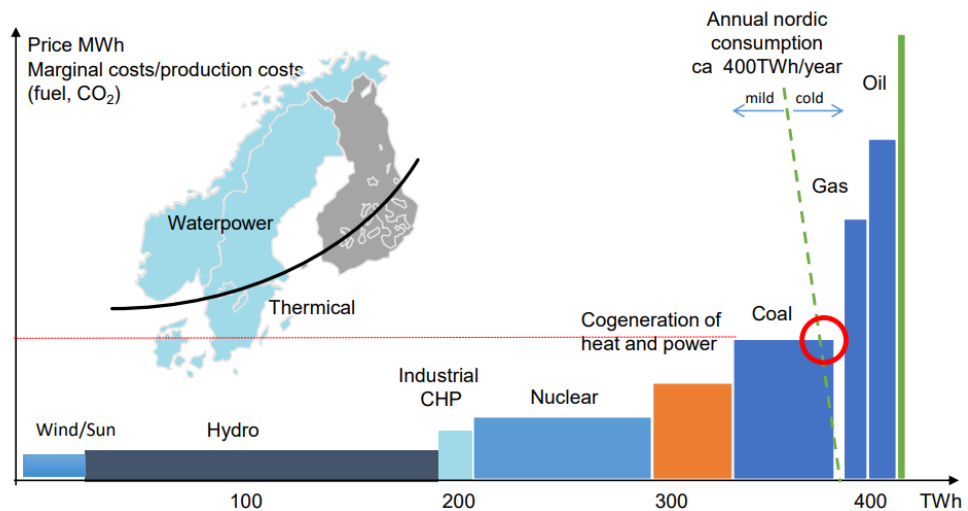 Price MWh
Marginal costs/production costs
(fuel, CO₂)
Annual nordic
consumption
ca 400TWh/year
mild
cold
Oil
Gas
Waterpower
Thermical
Coal
Cogeneration of
heat and power
Industrial
CHP
Nuclear
Wind/Sun
Hydro
100
200
300
400
TWh